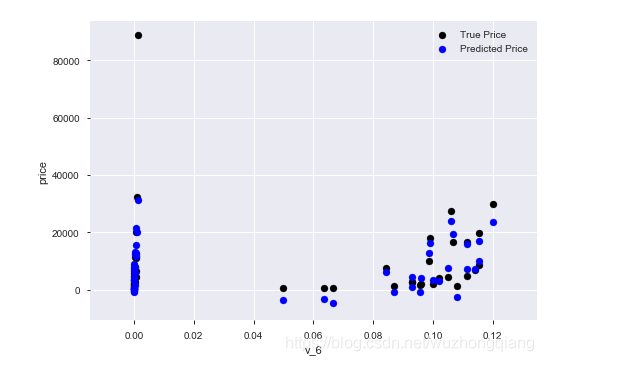 True Price
Predicted Price
80000
60000
40000
20000
0
price
0.00 0.02 0.04 0.06 0.08 0.10 0.12
v_6
https://blog.csdn.net/wuzhongqiang